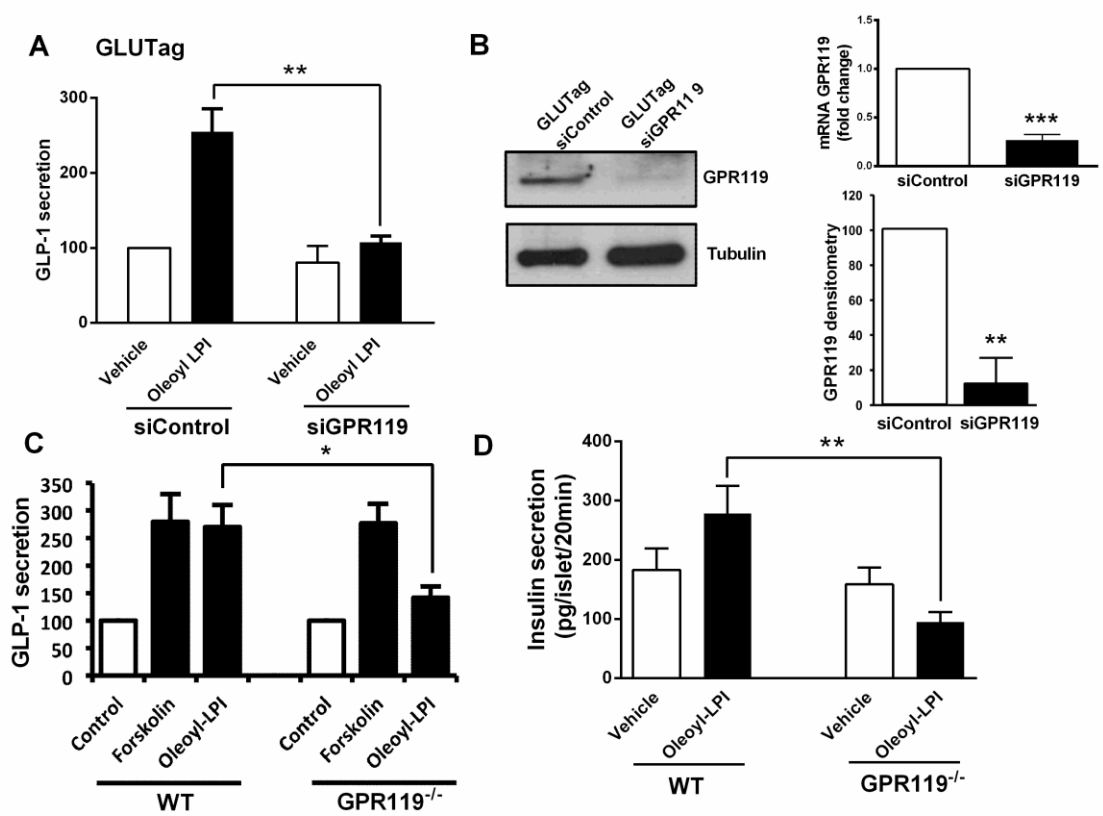 A GLUTag
GLP-1 secretion
300
200
100
0
**
Vehicle
Oleoyl LPI
Vehicle
Oleoyl LPI
siControl
siGPR119
B
GLUTag
siControl
GLUTag
siGPR11 9
GPR119
Tubulin
mRNA GPR119
(fold change)
1.5
1.0
0.5
0.0
***
siControl
siGPR119
GPR119 densitometry
120
100
80
60
40
20
0
**
siControl
siGPR119
C
GLP-1 secretion
350
300
250
200
150
100
50
0
*
Control
Forskolin
Oleoyl-LPI
Control
Forskolin
Oleoyl-LPI
WT
GPR119-/-
D
Insulin secretion
(pg/islet/20min)
400
300
200
100
0
**
Vehicle
Oleoyl-LPI
Vehicle
Oleoyl-LPI
WT
GPR119-/-